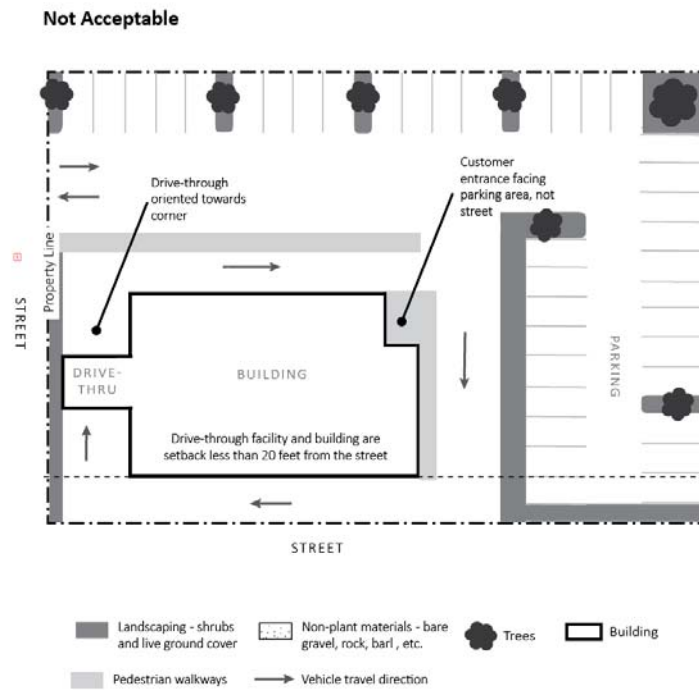 Not Acceptable
Drive-through
oriented towards
corner
Customer
entrance facing
parking area, not
street
Property Line
STREET
DRIVE-
THRU
BUILDING
PARKING
Drive-through facility and building are
setback less than 20 feet from the street
STREET
Landscaping - shrubs
and live ground cover
Non-plant materials - bare
gravel, rock, barl , etc.
Trees
Building
Pedestrian walkways
Vehicle travel direction